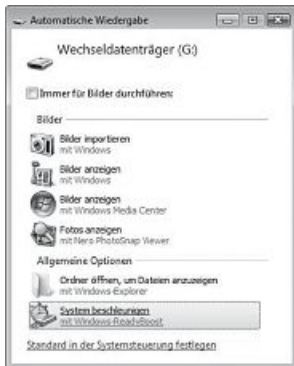 Automatische Wiedergabe
Wechseldatenträger (G:)
Immer für Bilder durchführen:
Bilder
Bilder importieren
mit Windows
Bilder anzeigen
mit Windows
Bilder anzeigen
mit Windows Media Center
Fotos anzeigen
mit Nero PhotoSnap Viewer
Allgemeine Optionen
Ordner öffnen, um Dateien anzuzeigen
mit Windows-Explorer
System beschleunigen
mit Windows-ReadyBoost
Standard in der Systemsteuerung festlegen